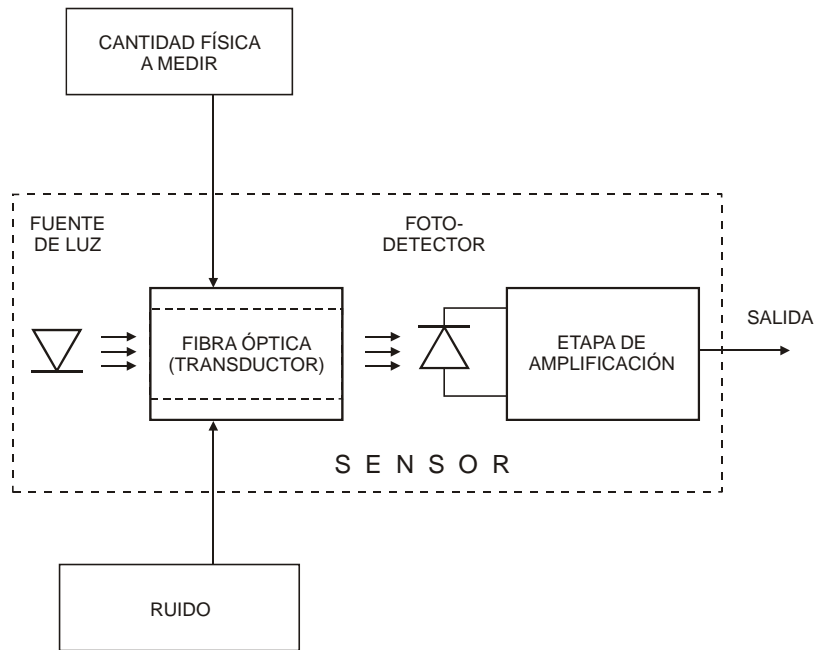 CANTIDAD FÍSICA
A MEDIR
FUENTE
DE LUZ
FOTO-
DETECTOR
FIBRA ÓPTICA
(TRANSDUCTOR)
ETAPA DE
AMPLIFICACIÓN
SALIDA
S E N S O R
RUIDO